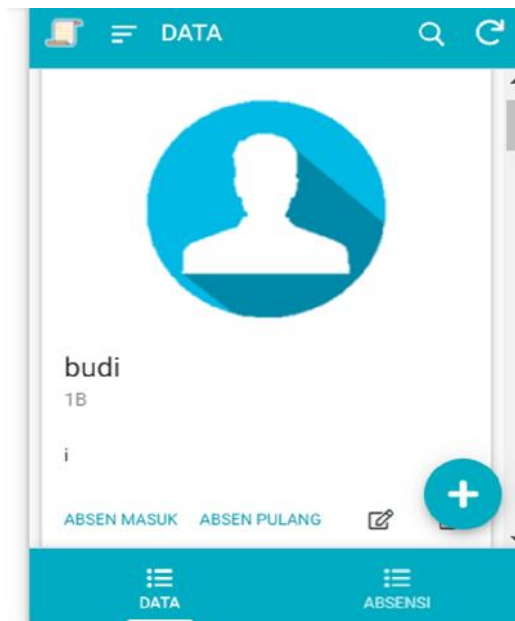 DATA
budi
1B
i
ABSEN MASUK ABSEN PULANG
DATA
ABSENSI